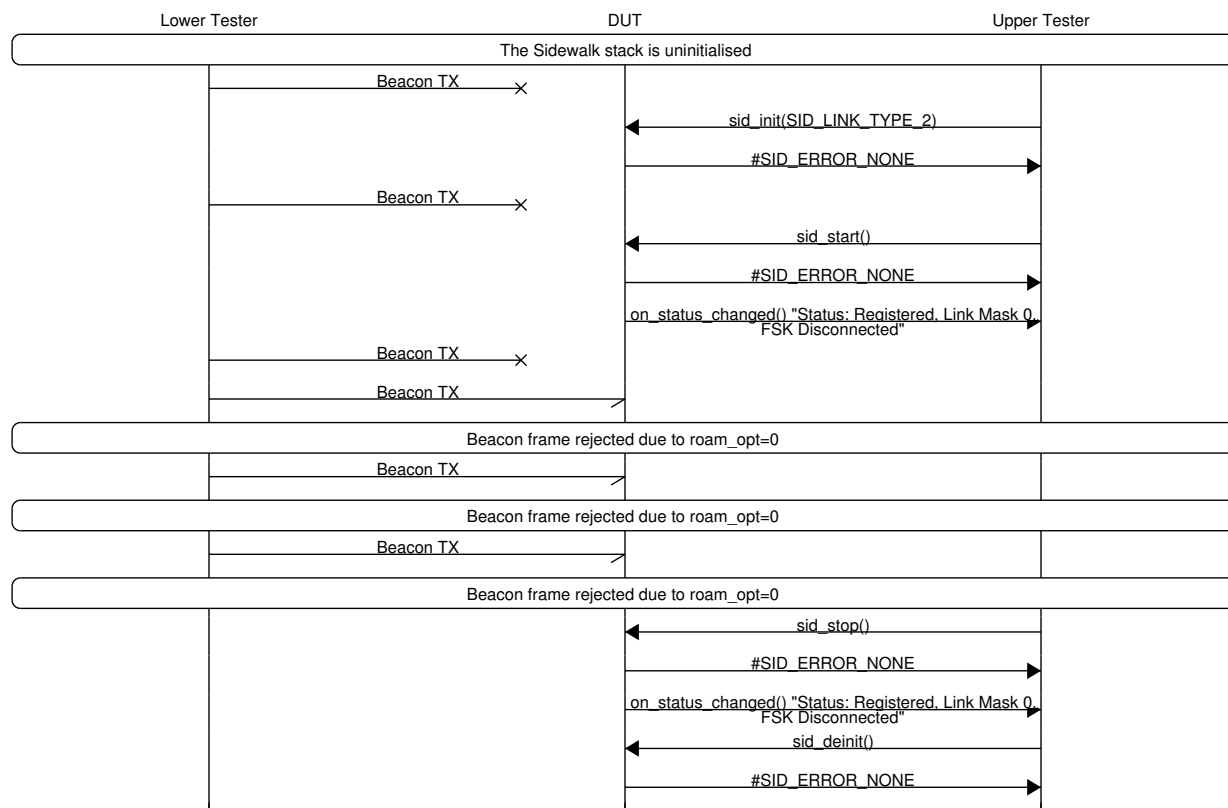 Lower Tester DUT Upper Tester
The Sidewalk stack is uninitialised
Beacon TX
sid_init(SID_LINK_TYPE_2)
#SID_ERROR_NONE
Beacon TX
sid_start()
#SID_ERROR_NONE
on_status_changed() "Status: Registered, Link Mask 0,
FSK Disconnected"
Beacon TX
Beacon TX
Beacon frame rejected due to roam_opt=0
Beacon TX
Beacon frame rejected due to roam_opt=0
Beacon TX
Beacon frame rejected due to roam_opt=0
sid_stop()
#SID_ERROR_NONE
on_status_changed() "Status: Registered, Link Mask 0,
FSK Disconnected"
sid_deinit()
#SID_ERROR_NONE